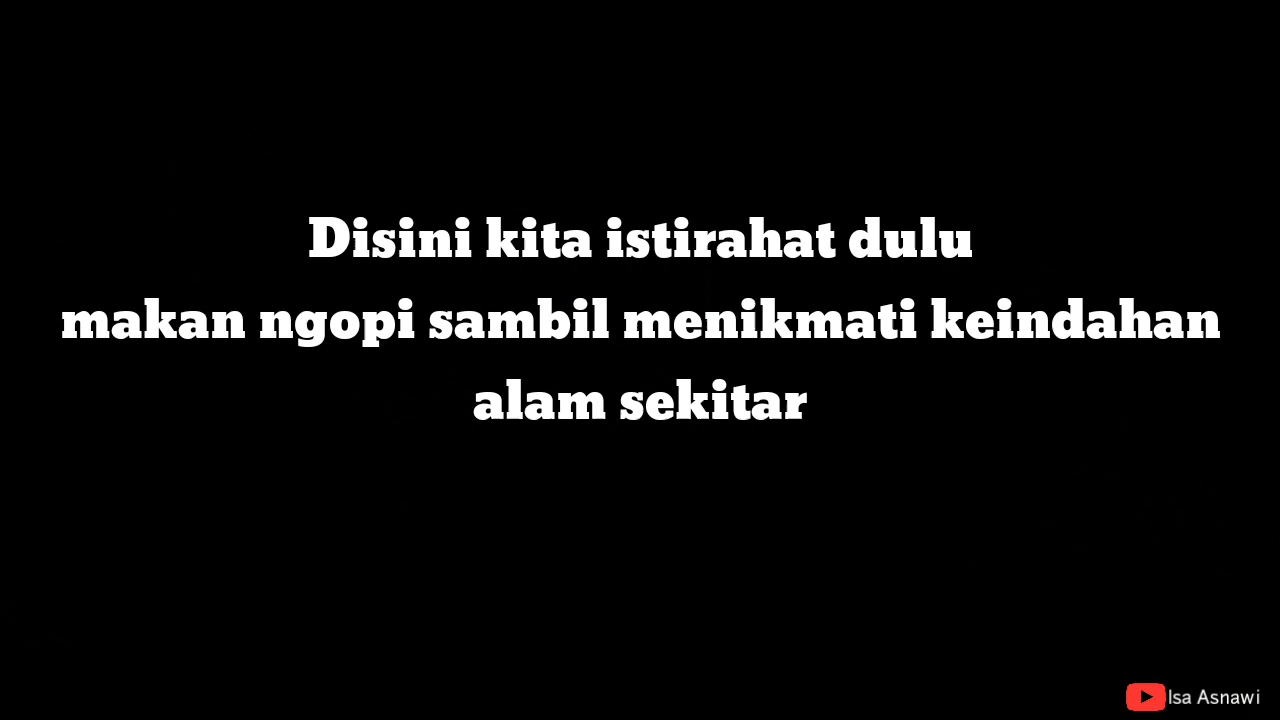 Disini kita istirahat dulu
makan ngopi sambil menikmati keindahan
alam sekitar
Isa Asnawi